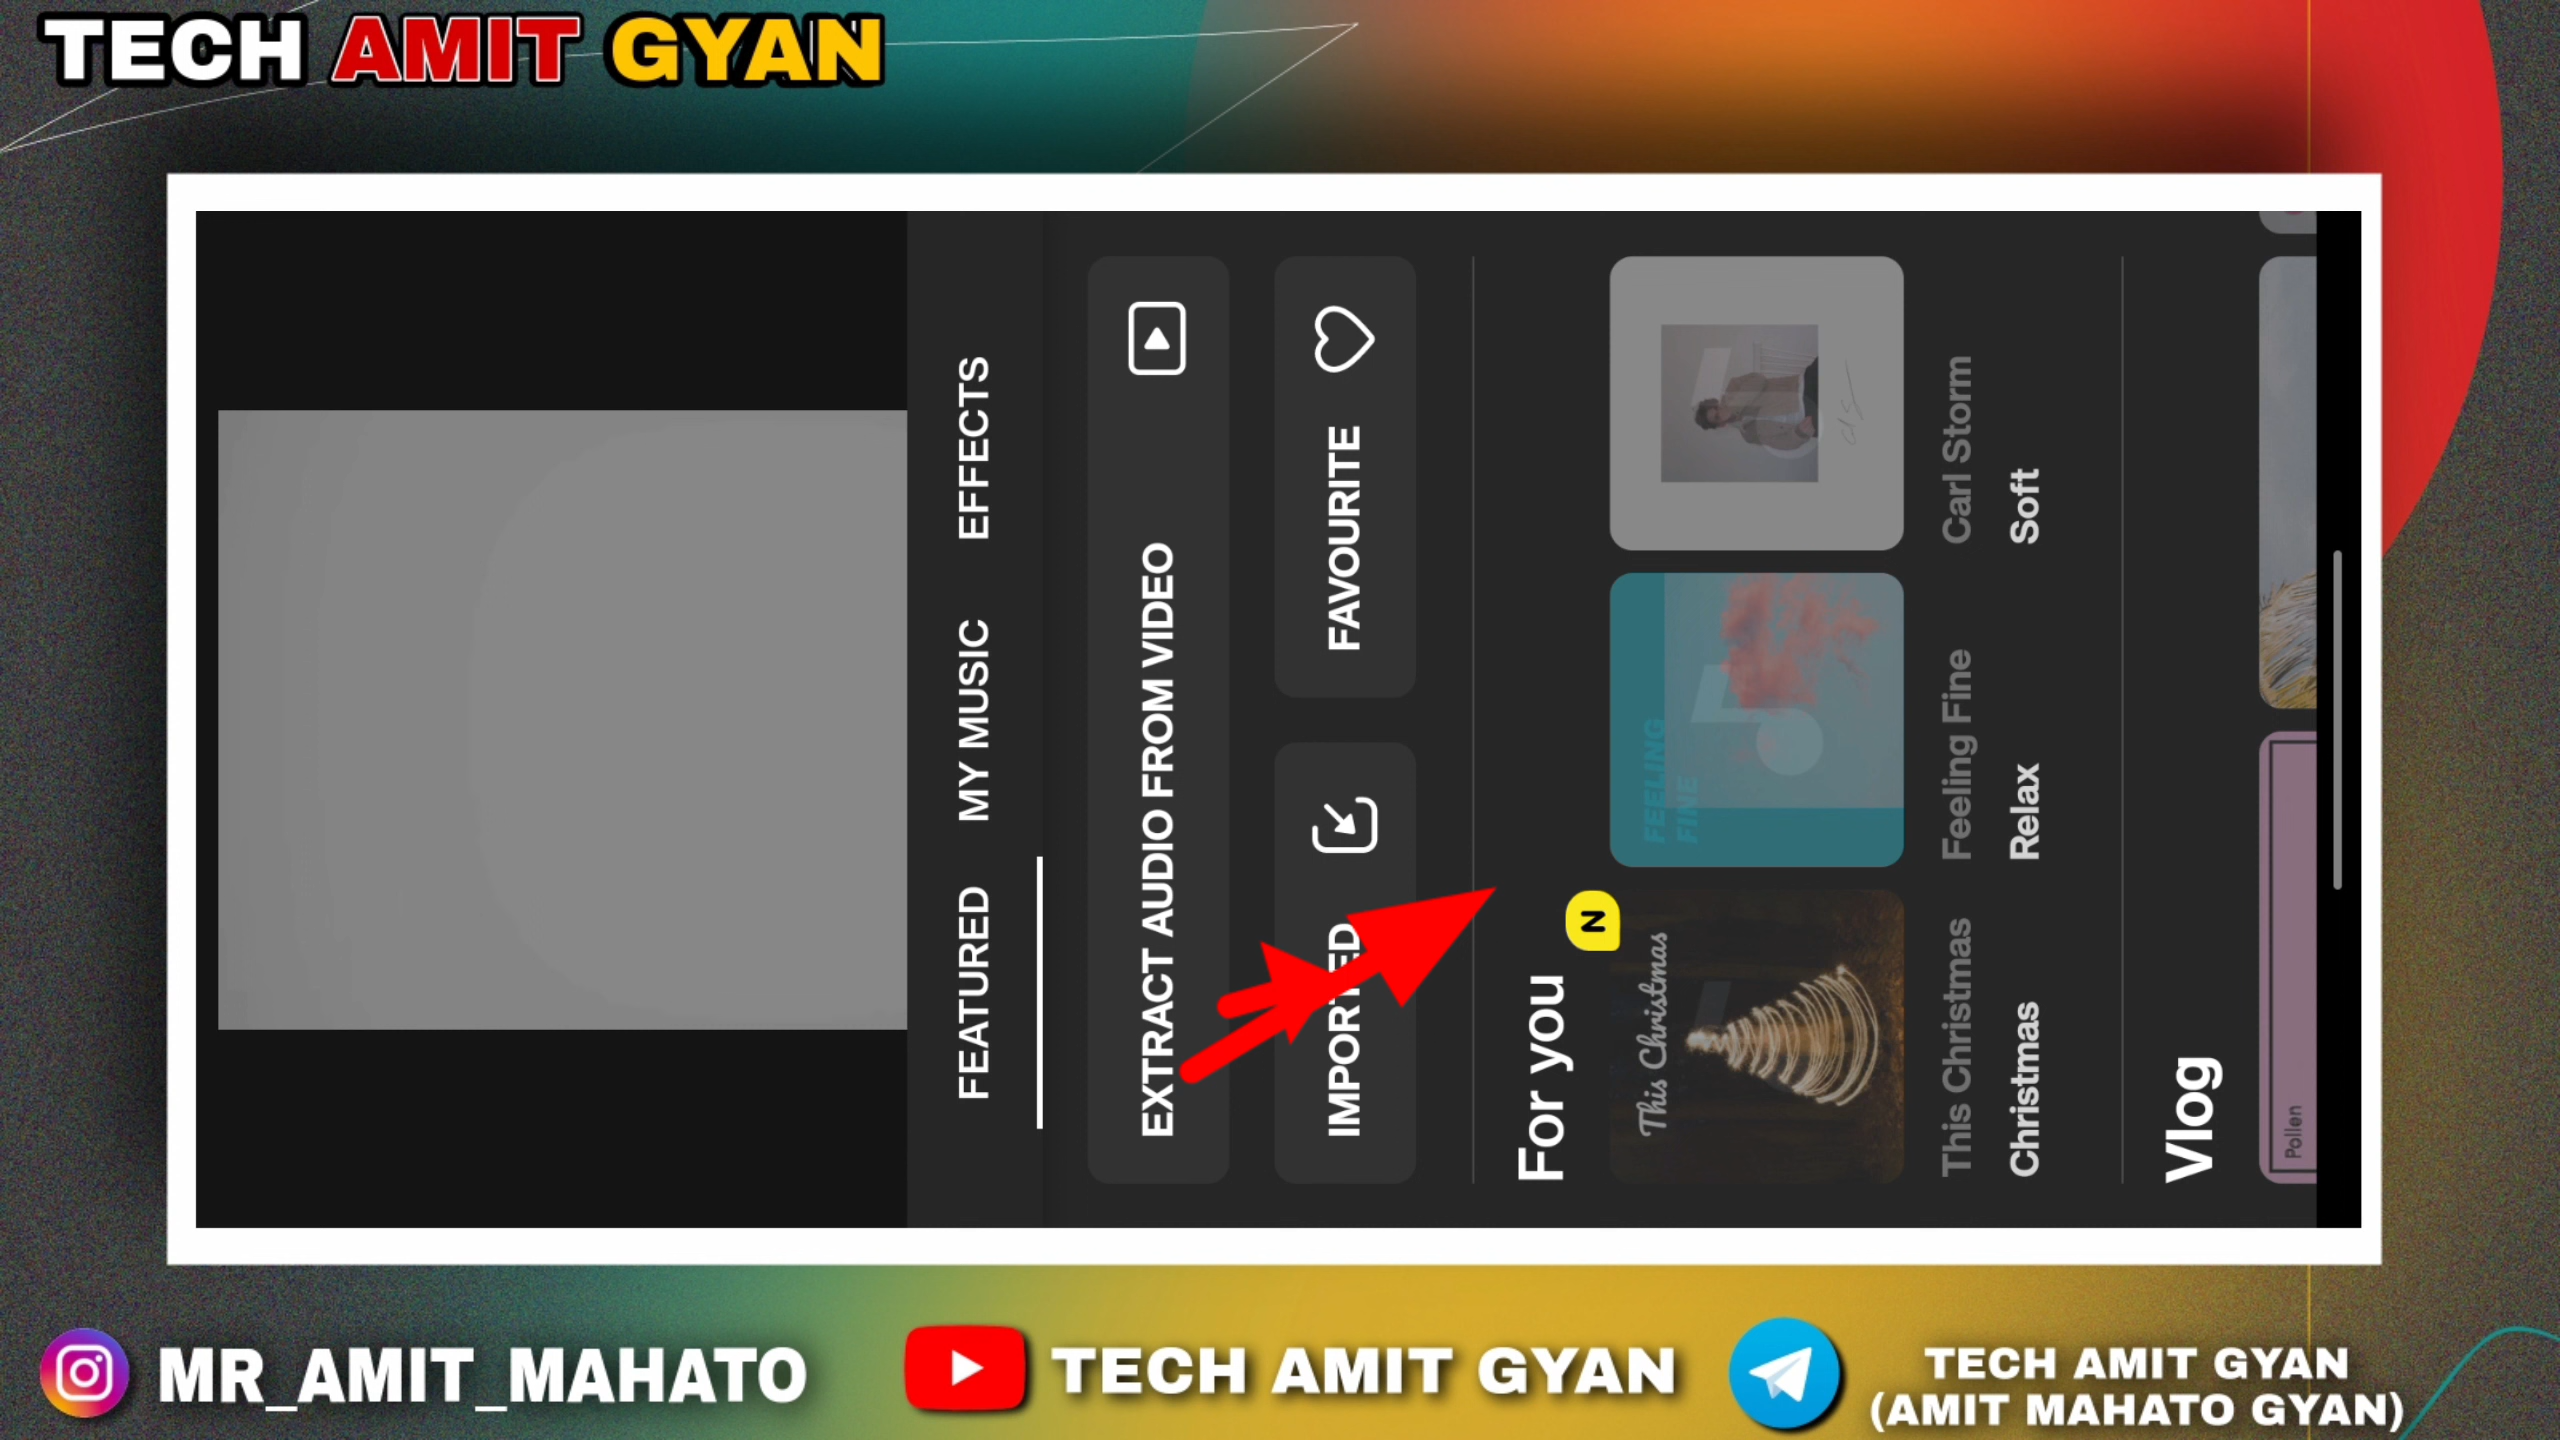 TECH AMIT GYAN
FEATURED MY MUSIC EFFECTS
EXTRACT AUDIO FROM VIDEO
IMPORTED FAVOURITE
For you
N
This Christmas
FEELING
FINE
This Christmas Feeling Fine Carl Storm
Christmas Relax Soft
Vlog
Pollen
MR_AMIT_MAHATO
TECH AMIT GYAN
TECH AMIT GYAN
(AMIT MAHATO GYAN)